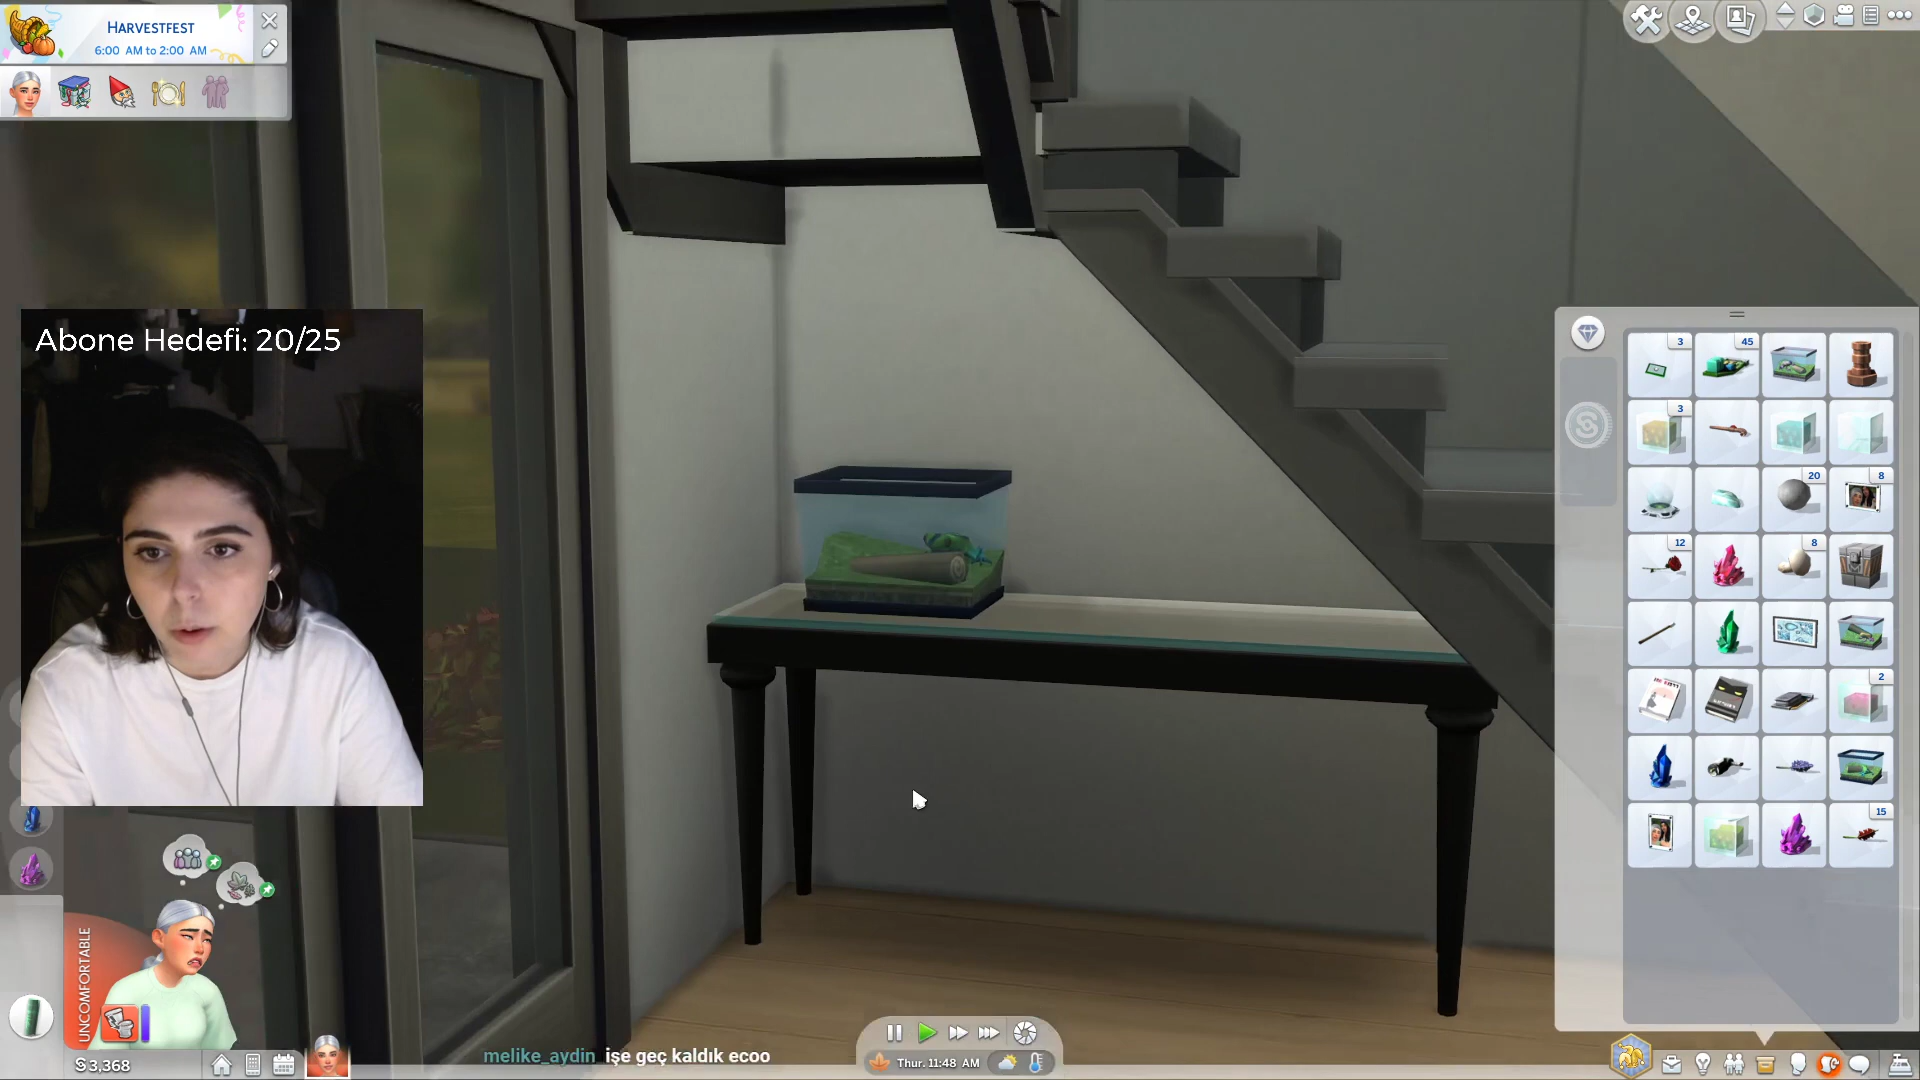 HARVESTFEST
6:00 AM to 2:00 AM
Abone Hedefi: 20/25
3
45
3
20
8
12
8
2
15
UNCOMFORTABLE
§3,368
melike_aydin işe geç kaldık ecoo
Thur. 11:48 AM